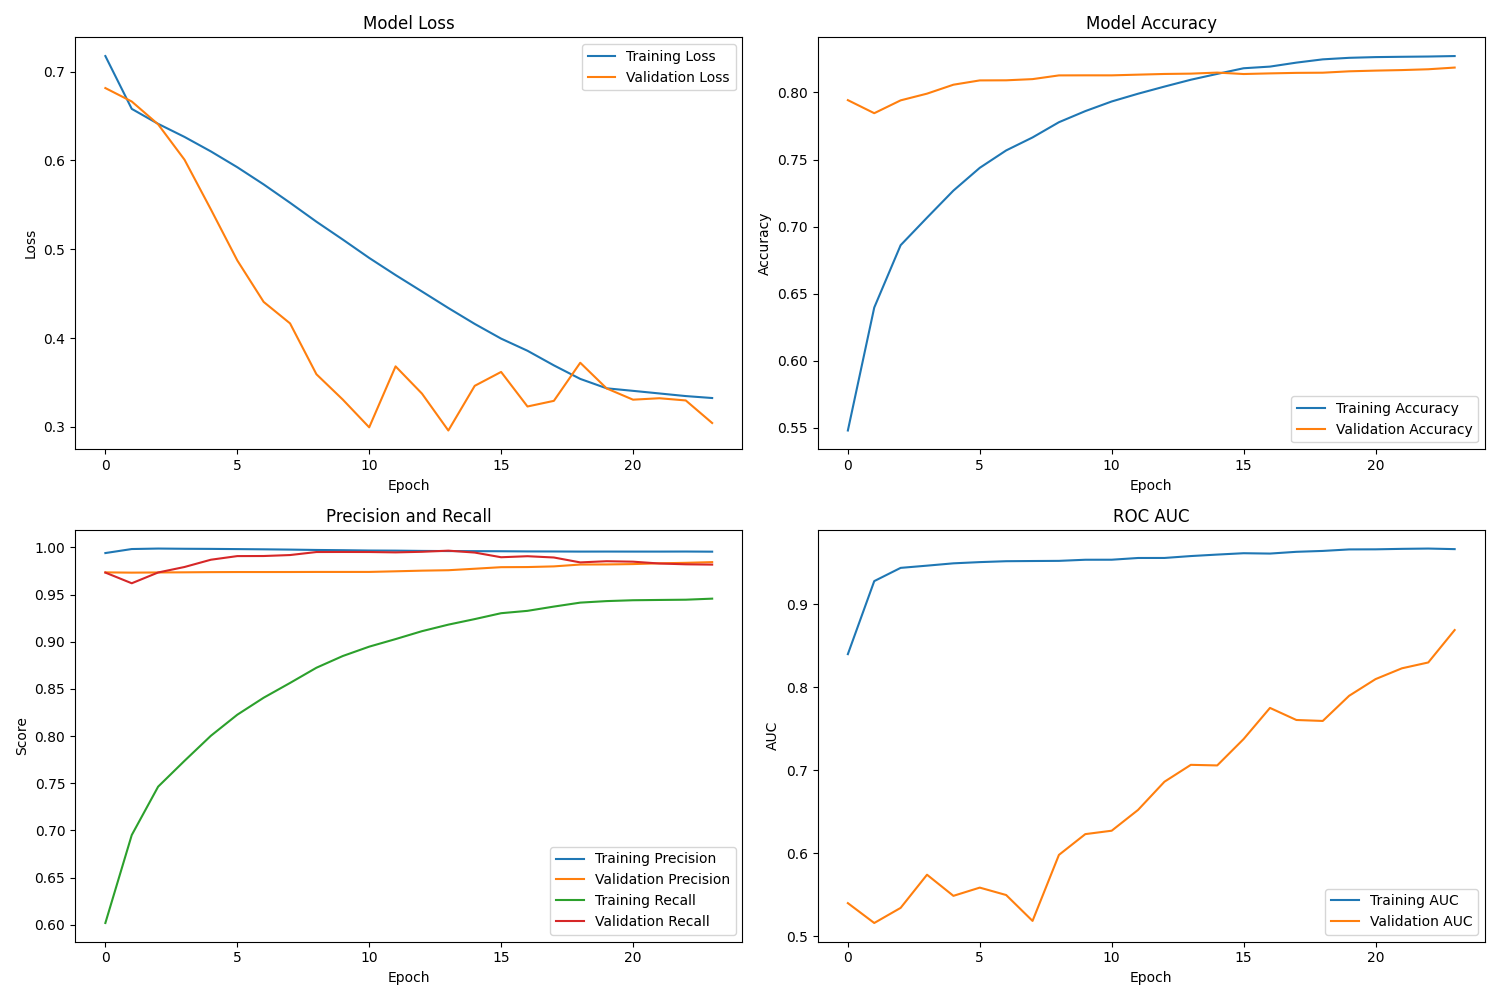 Model Loss
Training Loss
Validation Loss
0.7
0.6
0.5
0.4
0.3
Loss
0 5 10 15 20
Epoch
Model Accuracy
0.80
0.75
0.70
0.65
0.60
0.55
Accuracy
Training Accuracy
Validation Accuracy
0 5 10 15 20
Epoch
Precision and Recall
1.00
0.95
0.90
0.85
0.80
0.75
0.70
0.65
0.60
Score
Training Precision
Validation Precision
Training Recall
Validation Recall
0 5 10 15 20
Epoch
ROC AUC
0.9
0.8
0.7
0.6
0.5
AUC
Training AUC
Validation AUC
0 5 10 15 20
Epoch